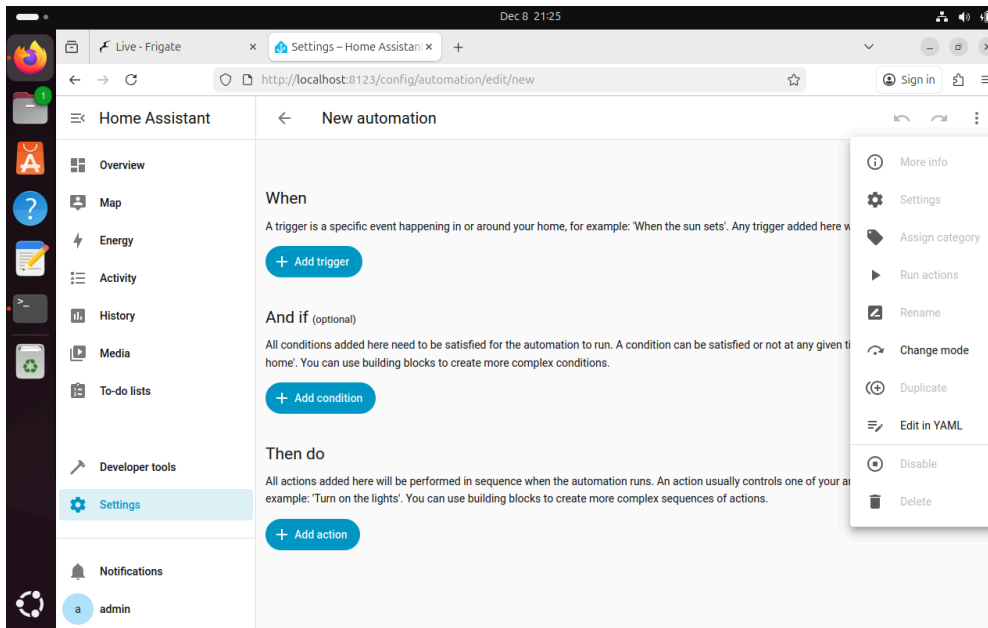 Dec 8 21:25
Live - Frigate
Settings – Home Assistan
http://localhost:8123/config/automation/edit/new
Sign in
1
Home Assistant
New automation
Overview
Map
Energy
Activity
History
Media
To-do lists
Developer tools
Settings
Notifications
a
admin
When
A trigger is a specific event happening in or around your home, for example: 'When the sun sets'. Any trigger added here w
Add trigger
And if (optional)
All conditions added here need to be satisfied for the automation to run. A condition can be satisfied or not at any given ti
home'. You can use building blocks to create more complex conditions.
Add condition
Then do
All actions added here will be performed in sequence when the automation runs. An action usually controls one of your a
example: 'Turn on the lights'. You can use building blocks to create more complex sequences of actions.
Add action
More info
Settings
Assign category
Run actions
Rename
Change mode
Duplicate
Edit in YAML
Disable
Delete